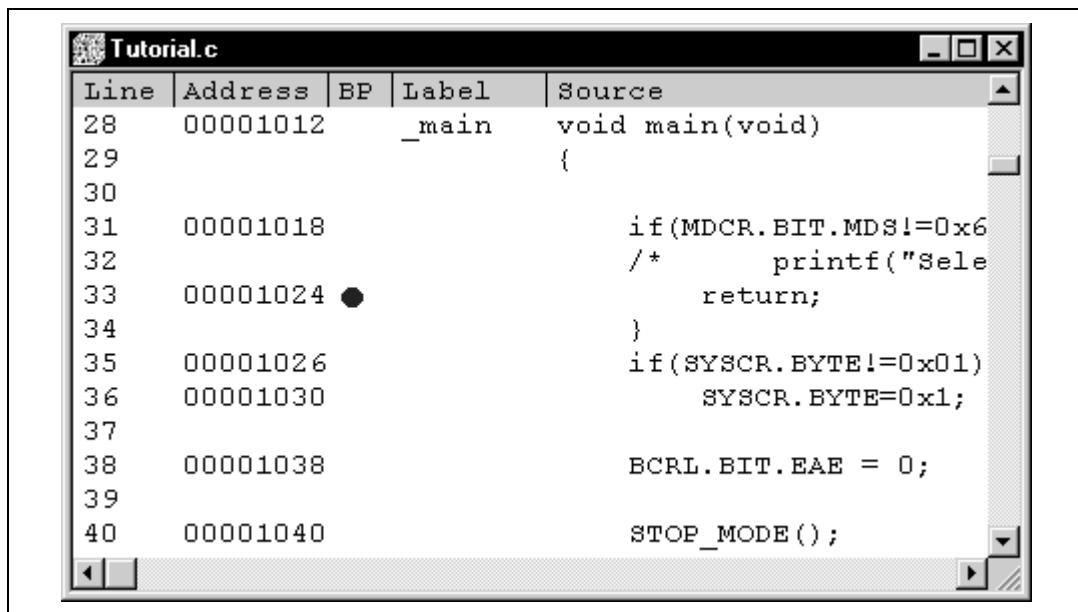 Tutorial.c
Line Address BP Label Source
28 00001012 _main void main(void)
29 {
30
31 00001018 if(MDCR.BIT.MDS!=0x6
32 /* printf("Sele
33 00001024 return;
34 }
35 00001026 if(SYSCR.BYTE!=0x01)
36 00001030 SYSCR.BYTE=0x1;
37
38 00001038 BCRL.BIT.EAE = 0;
39
40 00001040 STOP_MODE();